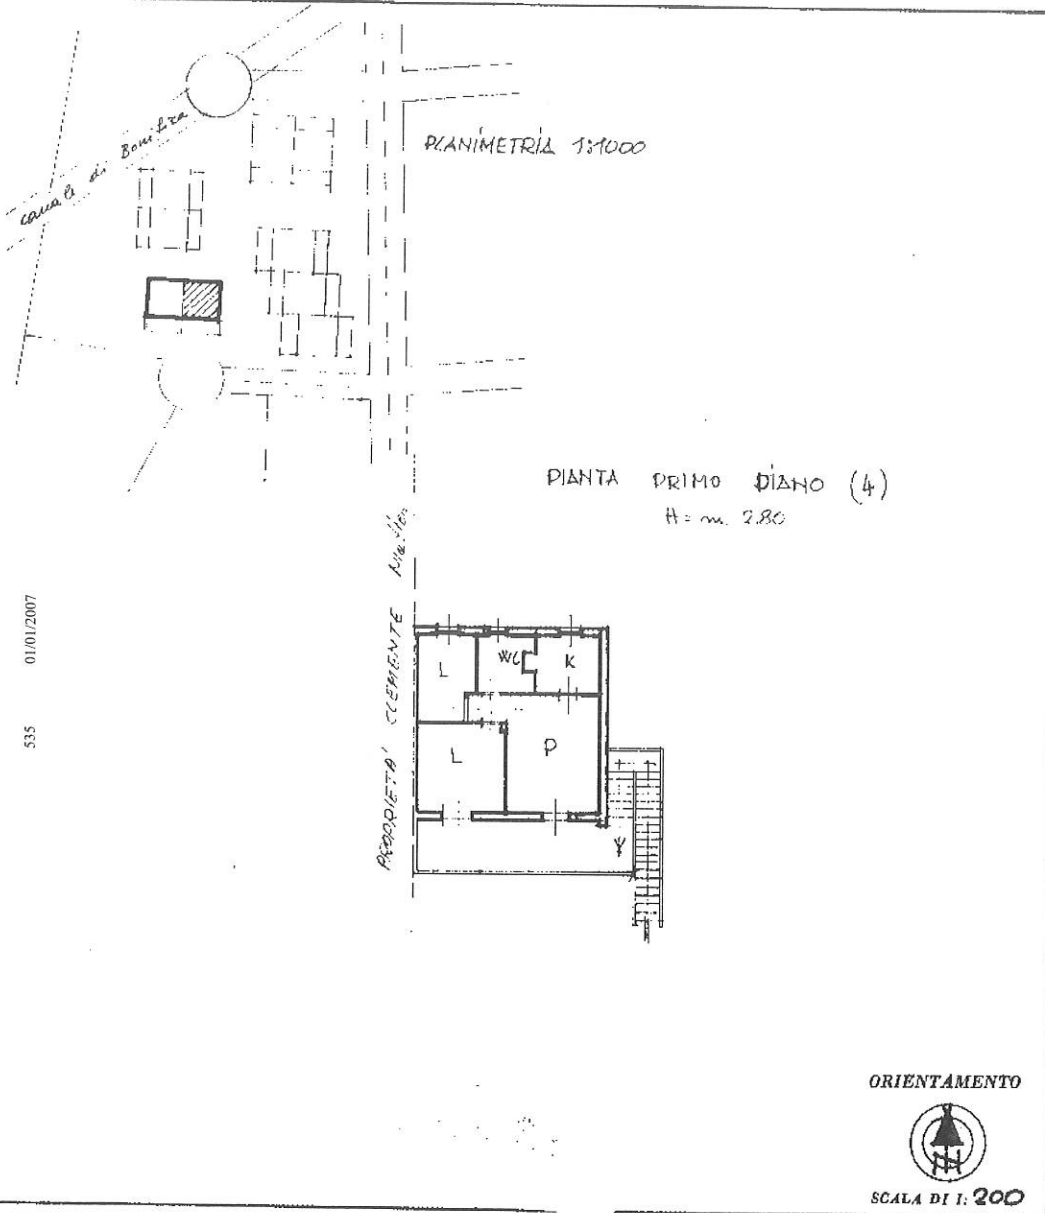 canale di Bonifica
PLANIMETRIA 1:1000
PIANTA PRIMO PIANO (4)
H = m. 2.80
535 01/01/2007
PROPRIETA' CLEMENTE
L
WC
K
L
P
ORIENTAMENTO
SCALA DI 1: 200